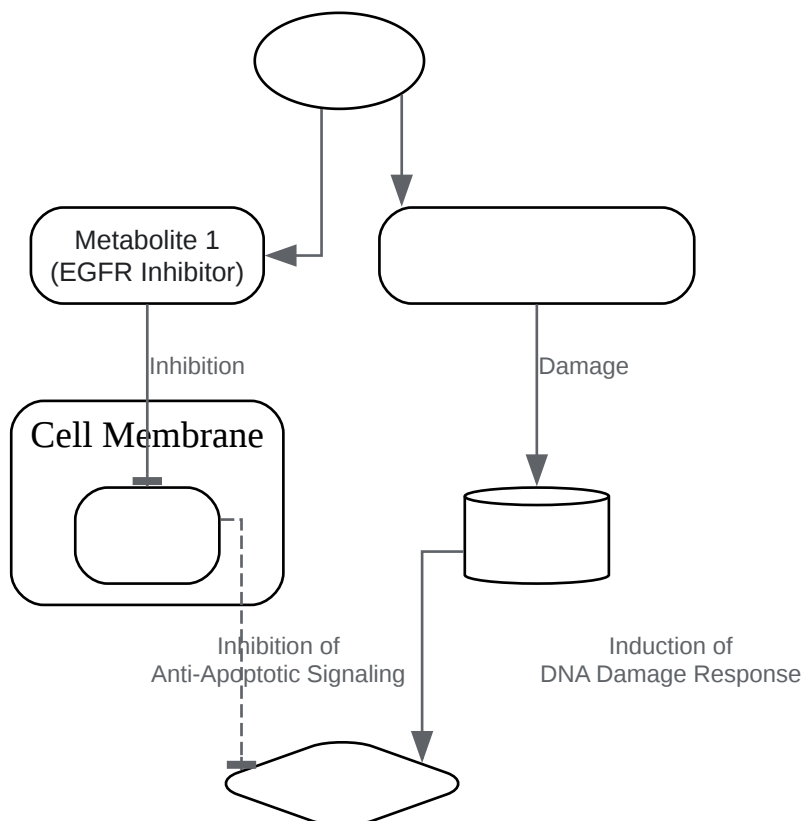 Metabolite 1
(EGFR Inhibitor)
Inhibition
Damage
Cell Membrane
Inhibition of
Anti-Apoptotic Signaling
Induction of
DNA Damage Response